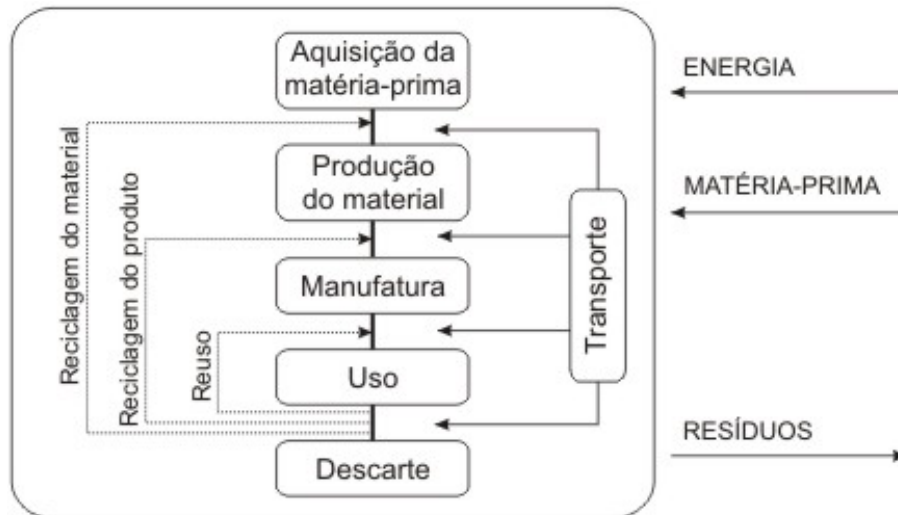 Aquisição da
matéria-prima
Produção
do material
Manufatura
Uso
Descarte
Reciclagem do material
Reciclagem do produto
Reuso
Transporte
ENERGIA
MATÉRIA-PRIMA
RESÍDUOS